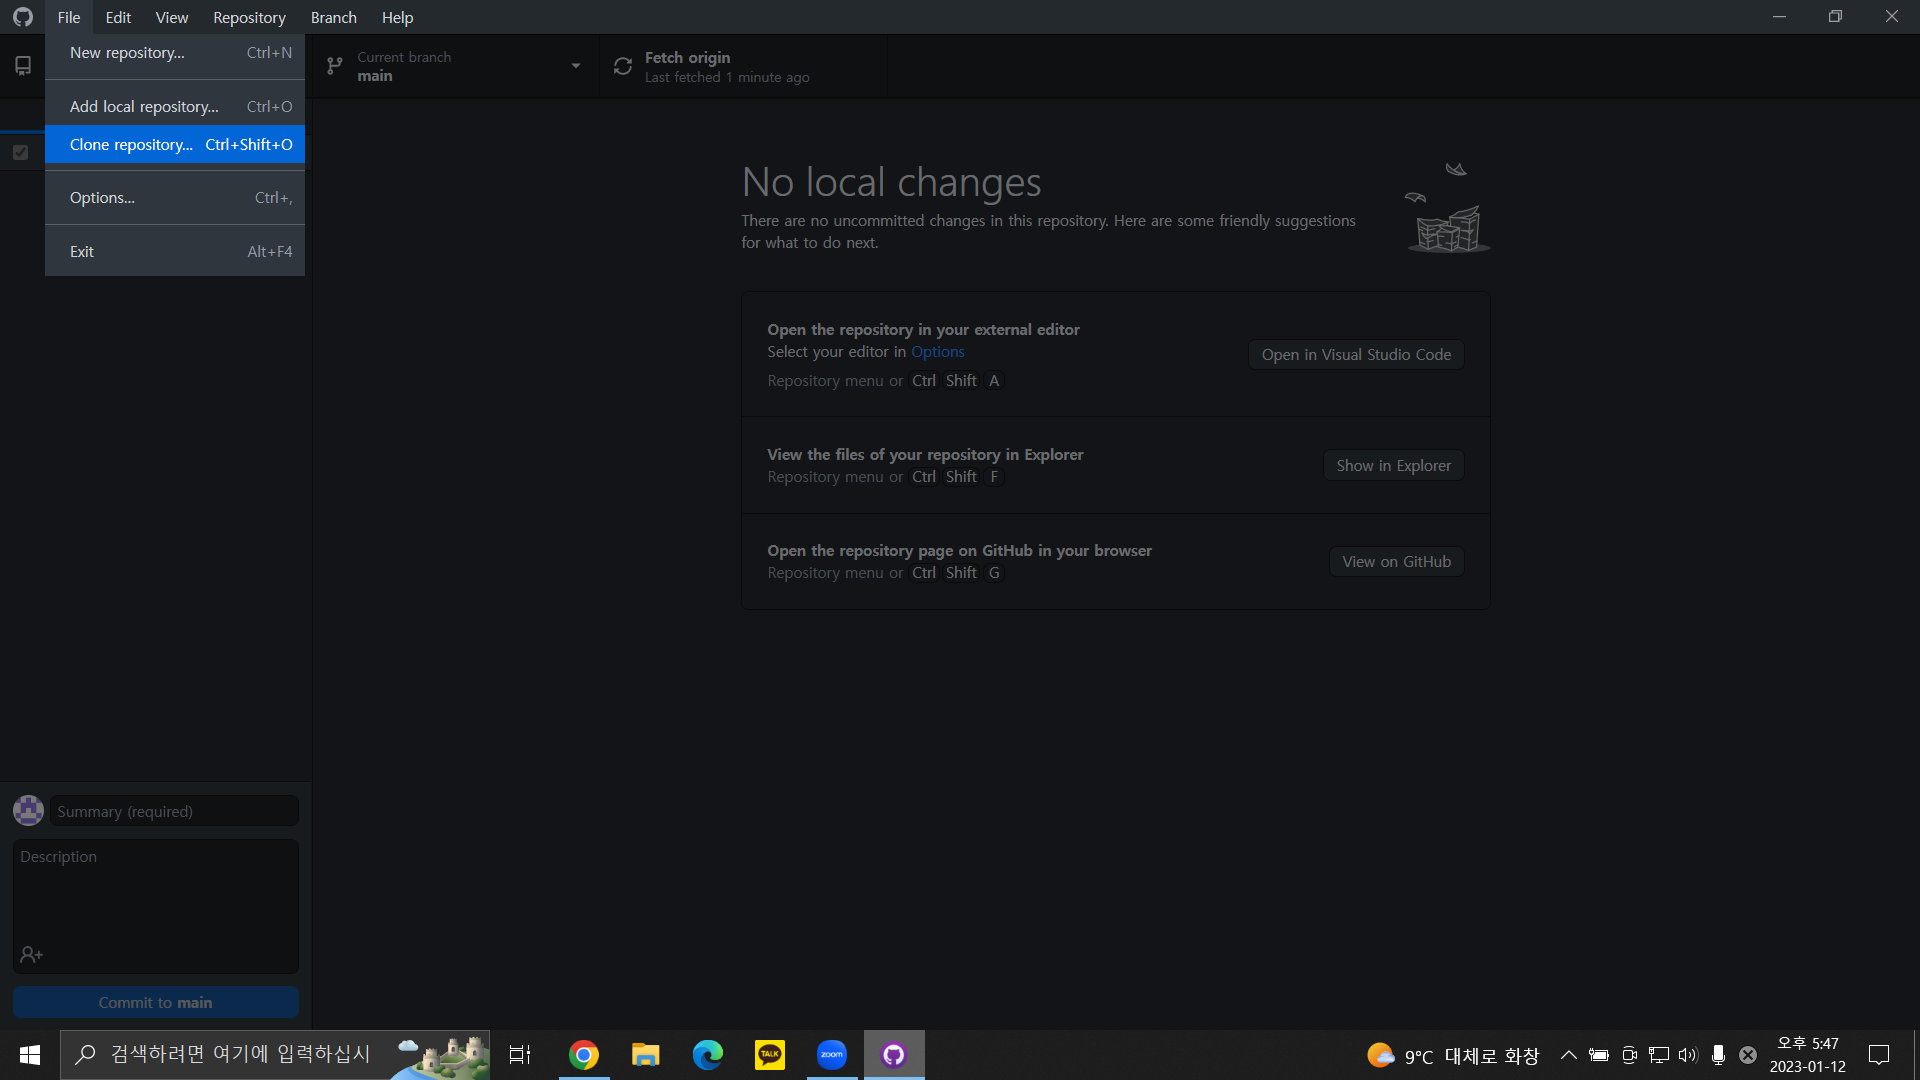 File Edit View Repository Branch Help
New repository... Ctrl+N
Add local repository... Ctrl+O
Clone repository... Ctrl+Shift+O
Options... Ctrl+,
Exit Alt+F4
Current branch
main
Fetch origin
Last fetched 1 minute ago
No local changes
There are no uncommitted changes in this repository. Here are some friendly suggestions
for what to do next.
Open the repository in your external editor
Select your editor in Options
Repository menu or Ctrl Shift A
Open in Visual Studio Code
View the files of your repository in Explorer
Repository menu or Ctrl Shift F
Show in Explorer
Open the repository page on GitHub in your browser
Repository menu or Ctrl Shift G
View on GitHub
Summary (required)
Description
Commit to main
검색하려면 여기에 입력하십시
TALK
zoom
9°C 대체로 화창
오후 5:47
2023-01-12